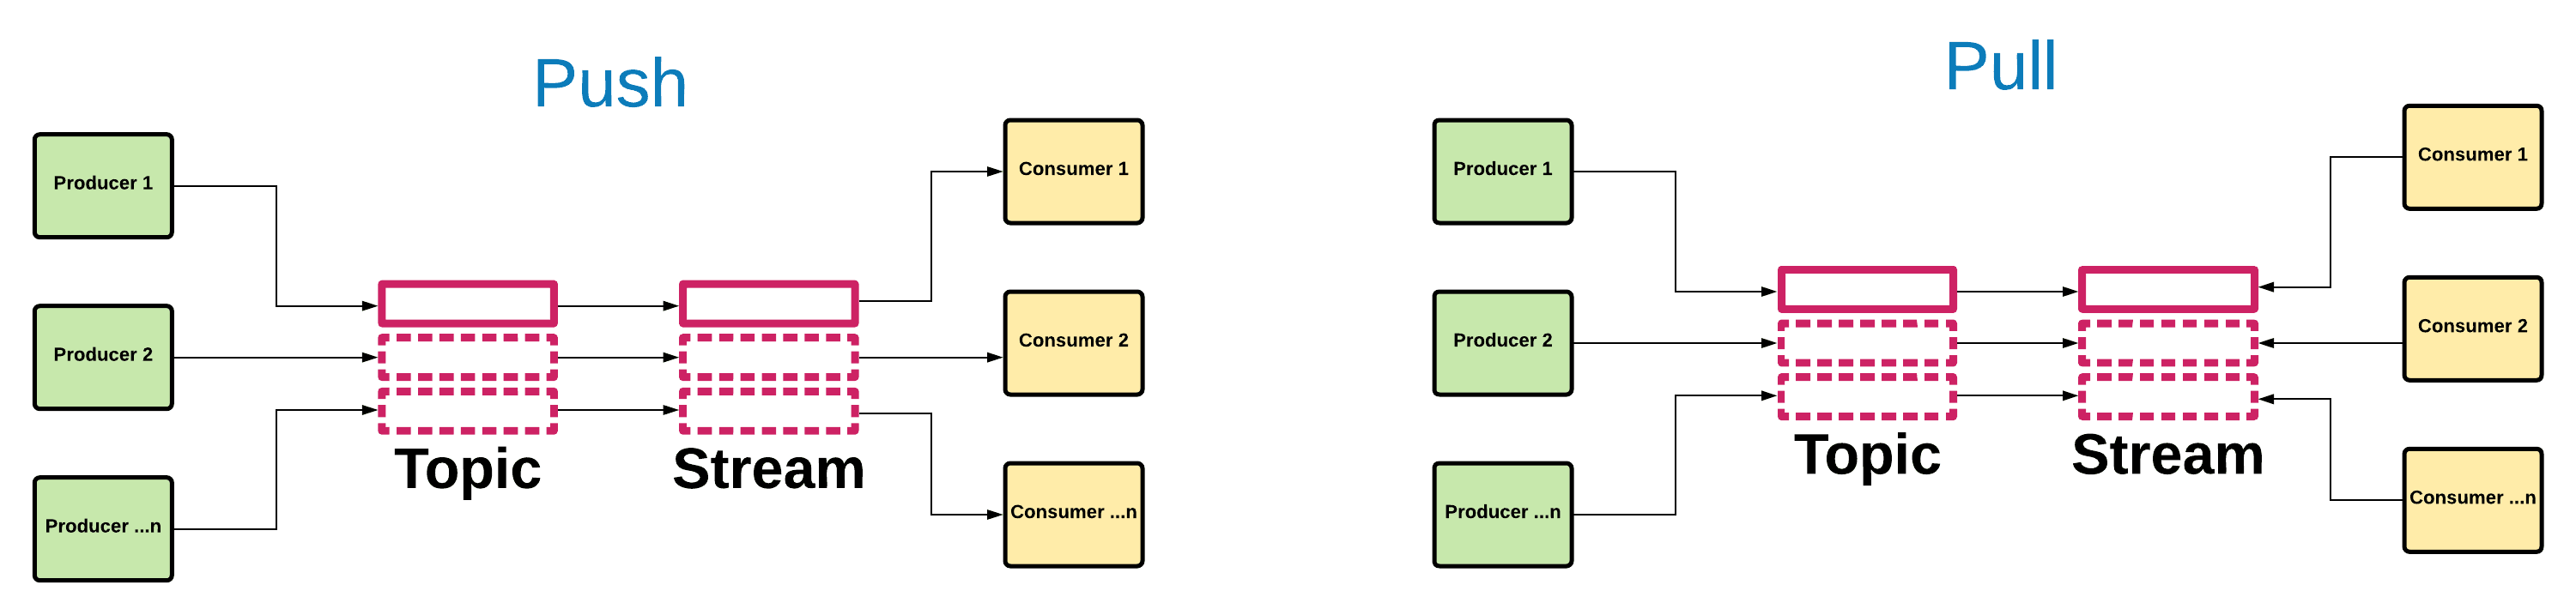 Push
Producer 1
Producer 2
Producer ...n
Topic
Stream
Consumer 1
Consumer 2
Consumer ...n
Pull
Producer 1
Producer 2
Producer ...n
Topic
Stream
Consumer 1
Consumer 2
Consumer ...n